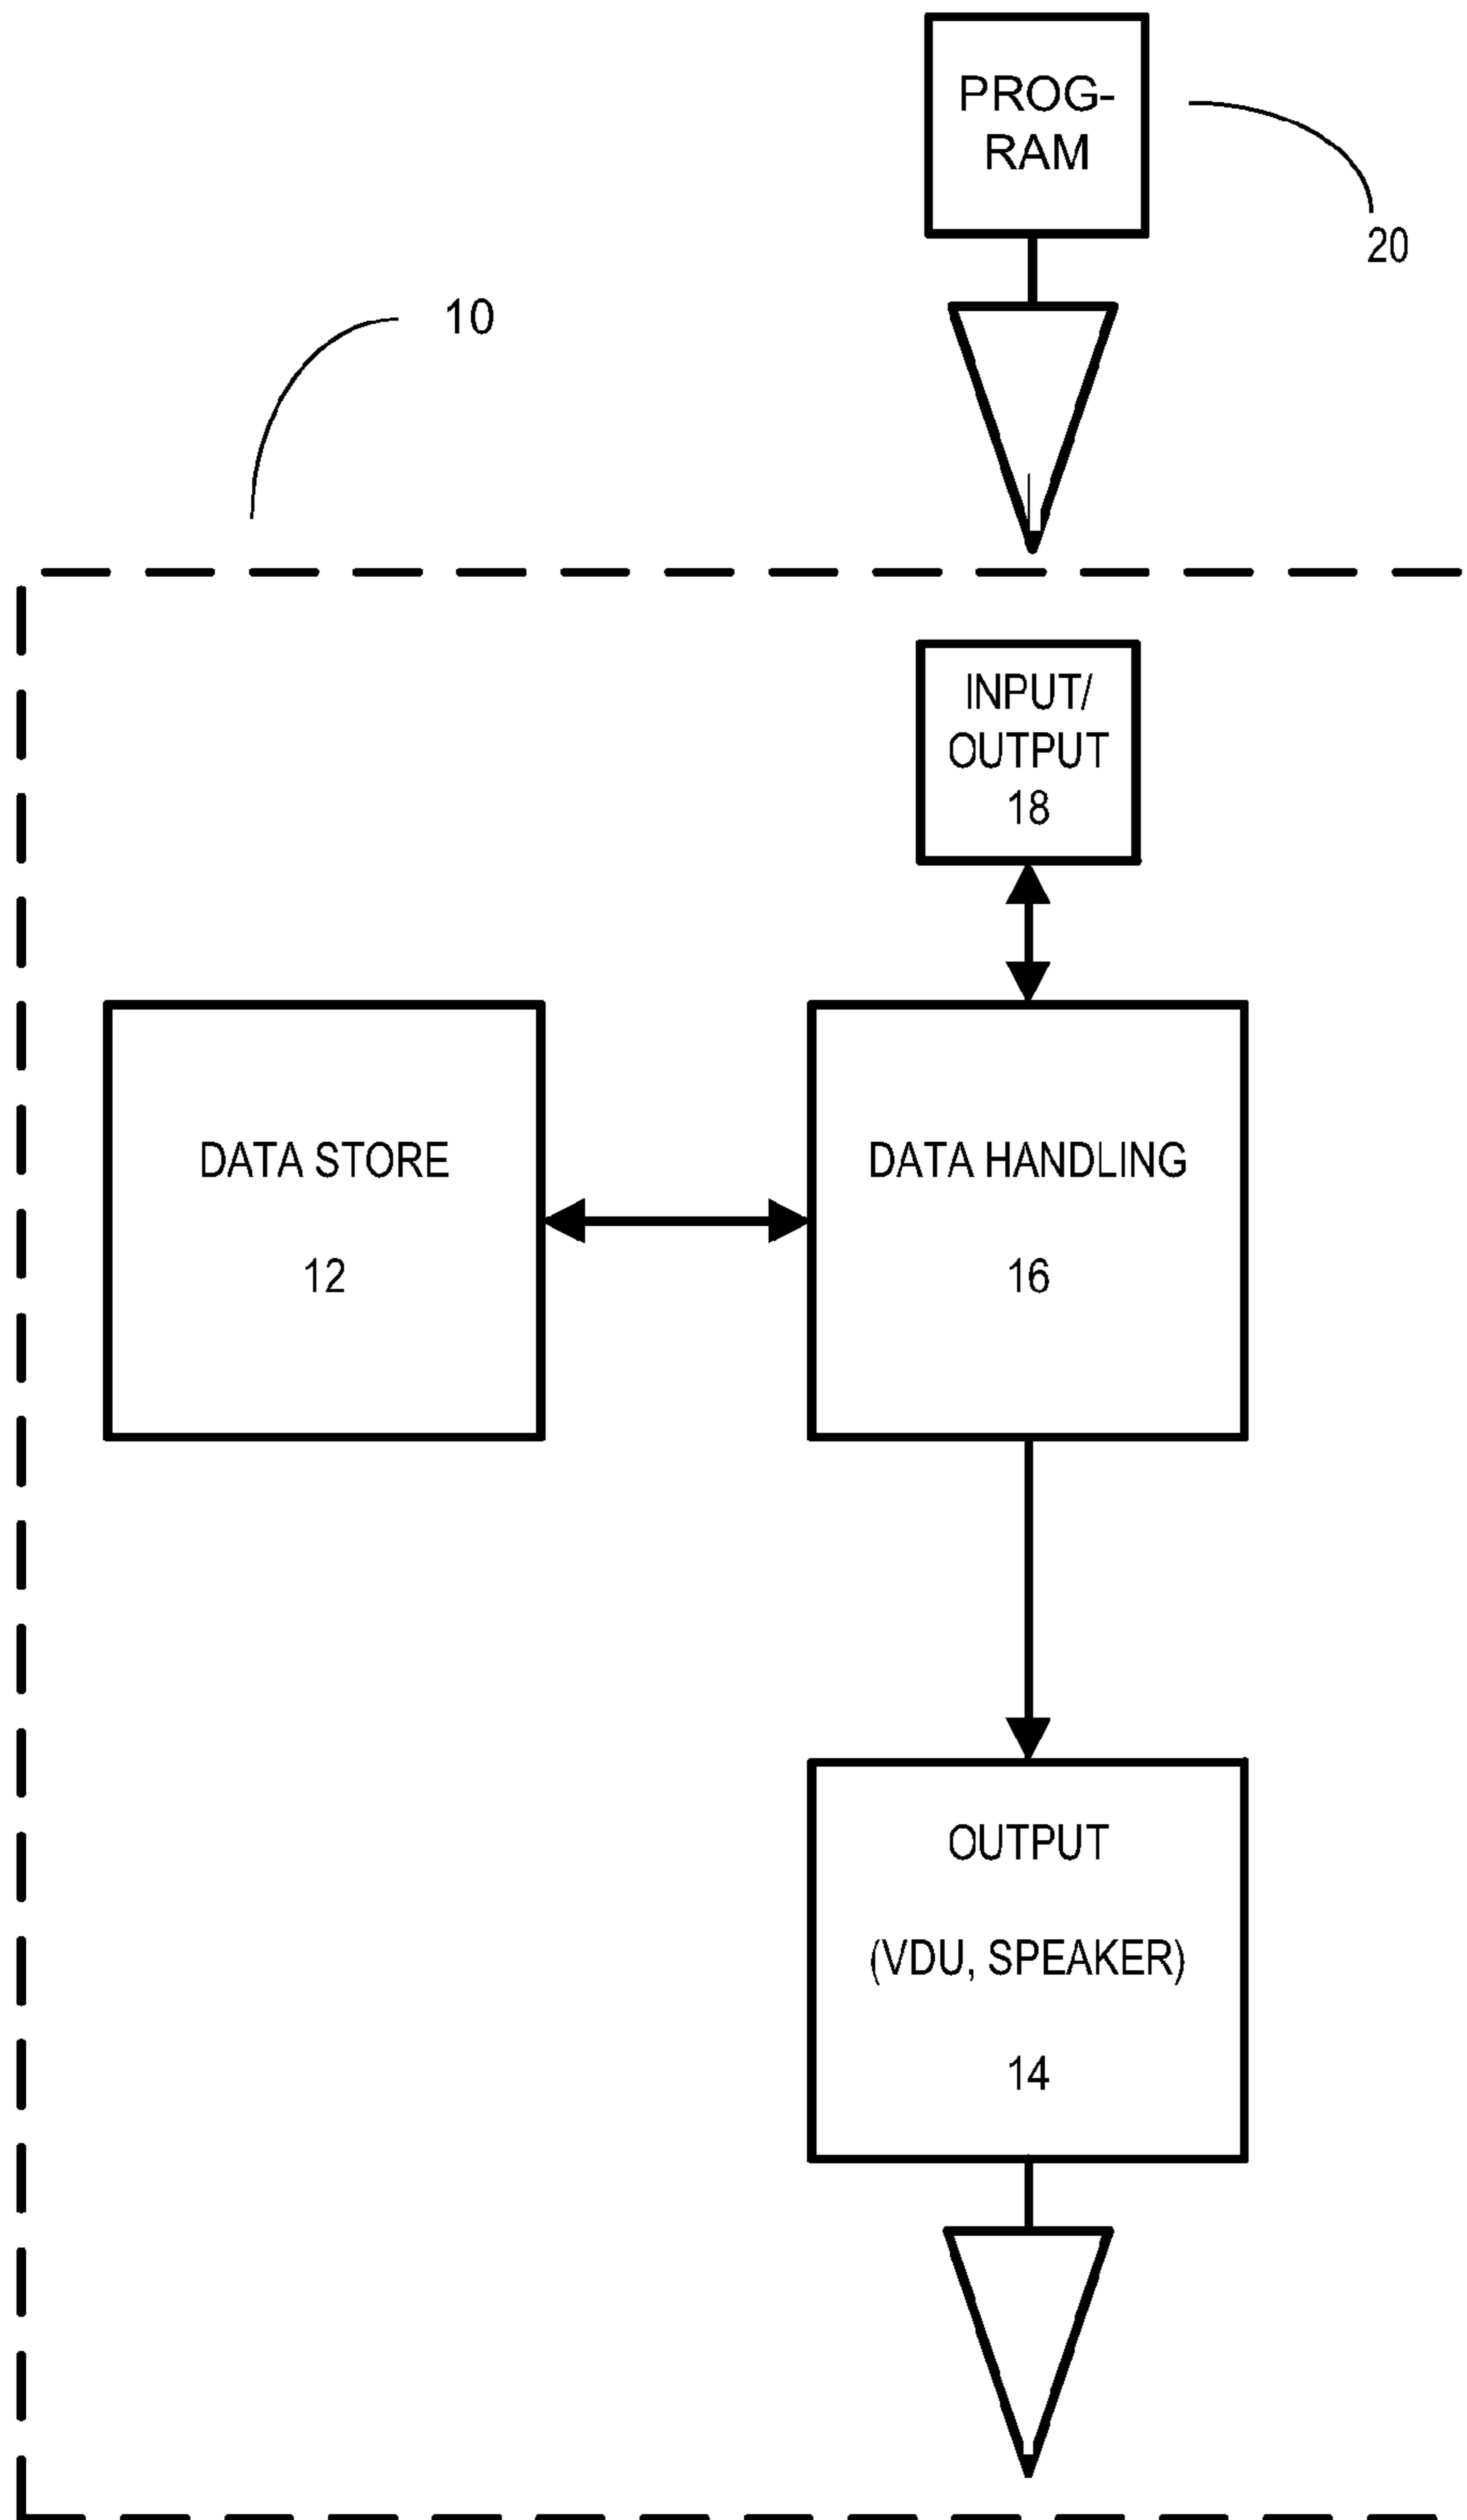 PROG-
RAM
20
10
INPUT/
OUTPUT
18
DATA STORE
12
DATA HANDLING
16
OUTPUT
(VDU, SPEAKER)
14